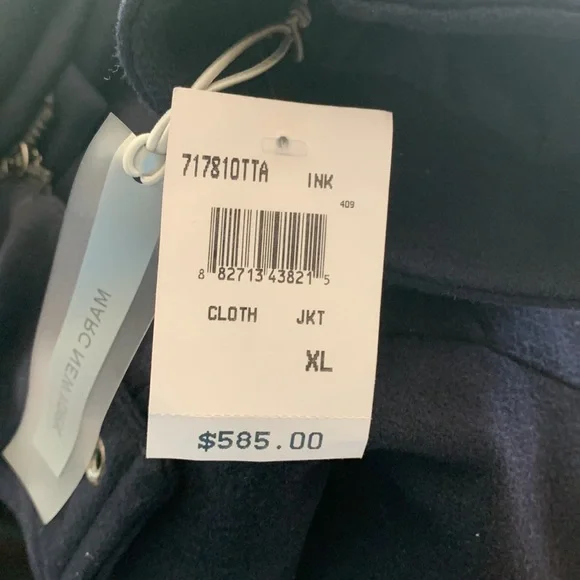 717810TTA INK
409
8 82713 43821 5
CLOTH JKT
XL
$585.00
MARC NEW YORK